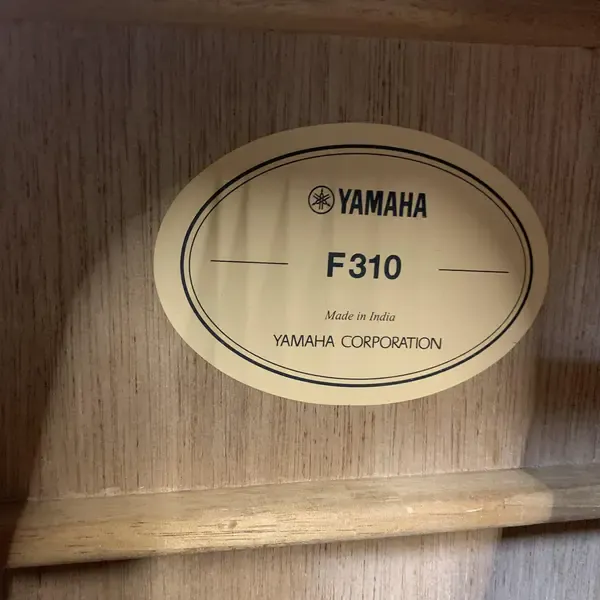 YAMAHA
F310
Made in India
YAMAHA CORPORATION